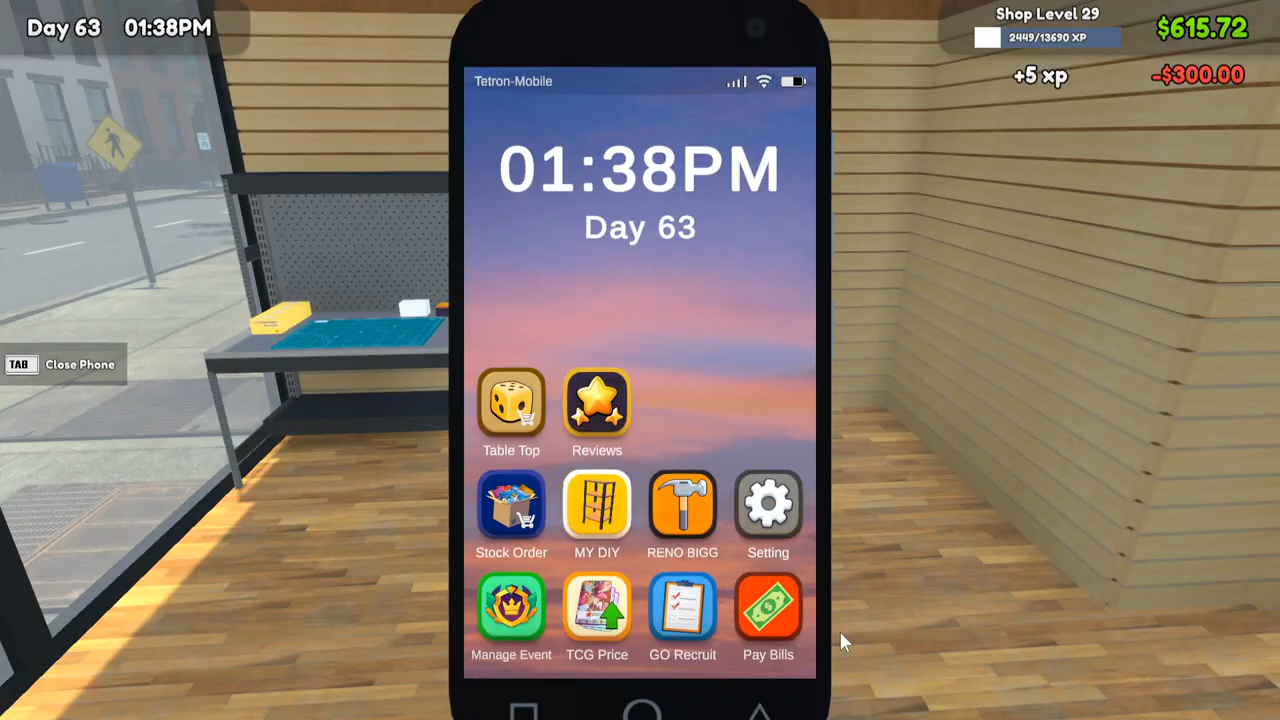 Day 63 01:38PM
Shop Level 29
2449/13690 XP
$615.72
+5 xp
-$300.00
Tetron-Mobile
01:38PM
Day 63
TAB Close Phone
Table Top
Reviews
Stock Order
MY DIY
RENO BIGG
Setting
Manage Event
TCG Price
GO Recruit
Pay Bills